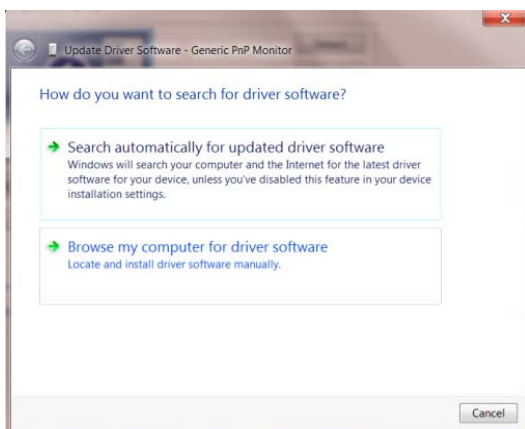 Update Driver Software - Generic PnP Monitor
How do you want to search for driver software?
Search automatically for updated driver software
Windows will search your computer and the Internet for the latest driver
software for your device, unless you've disabled this feature in your device
installation settings.
Browse my computer for driver software
Locate and install driver software manually.
Cancel